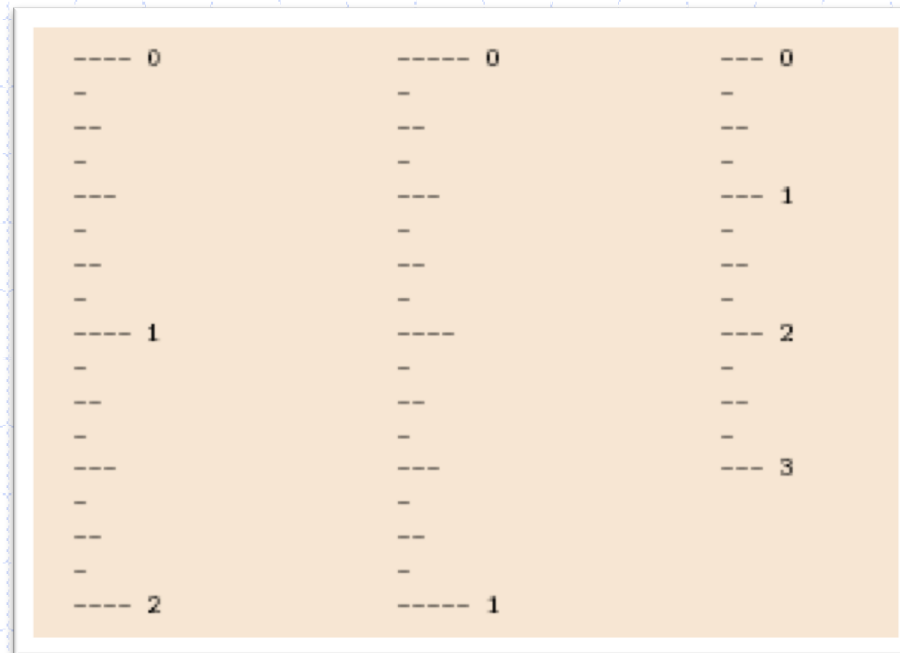 ---- 0    ----- 0    --- 0
-    -    -
--    --    --
-    -    -
---    ---    --- 1
-    -    -
--    --    --
-    -    -
---- 1    ----    --- 2
-    -    -
--    --    --
-    -    -
---    ---    --- 3
-    -
--    --
-    -
---- 2    ----- 1